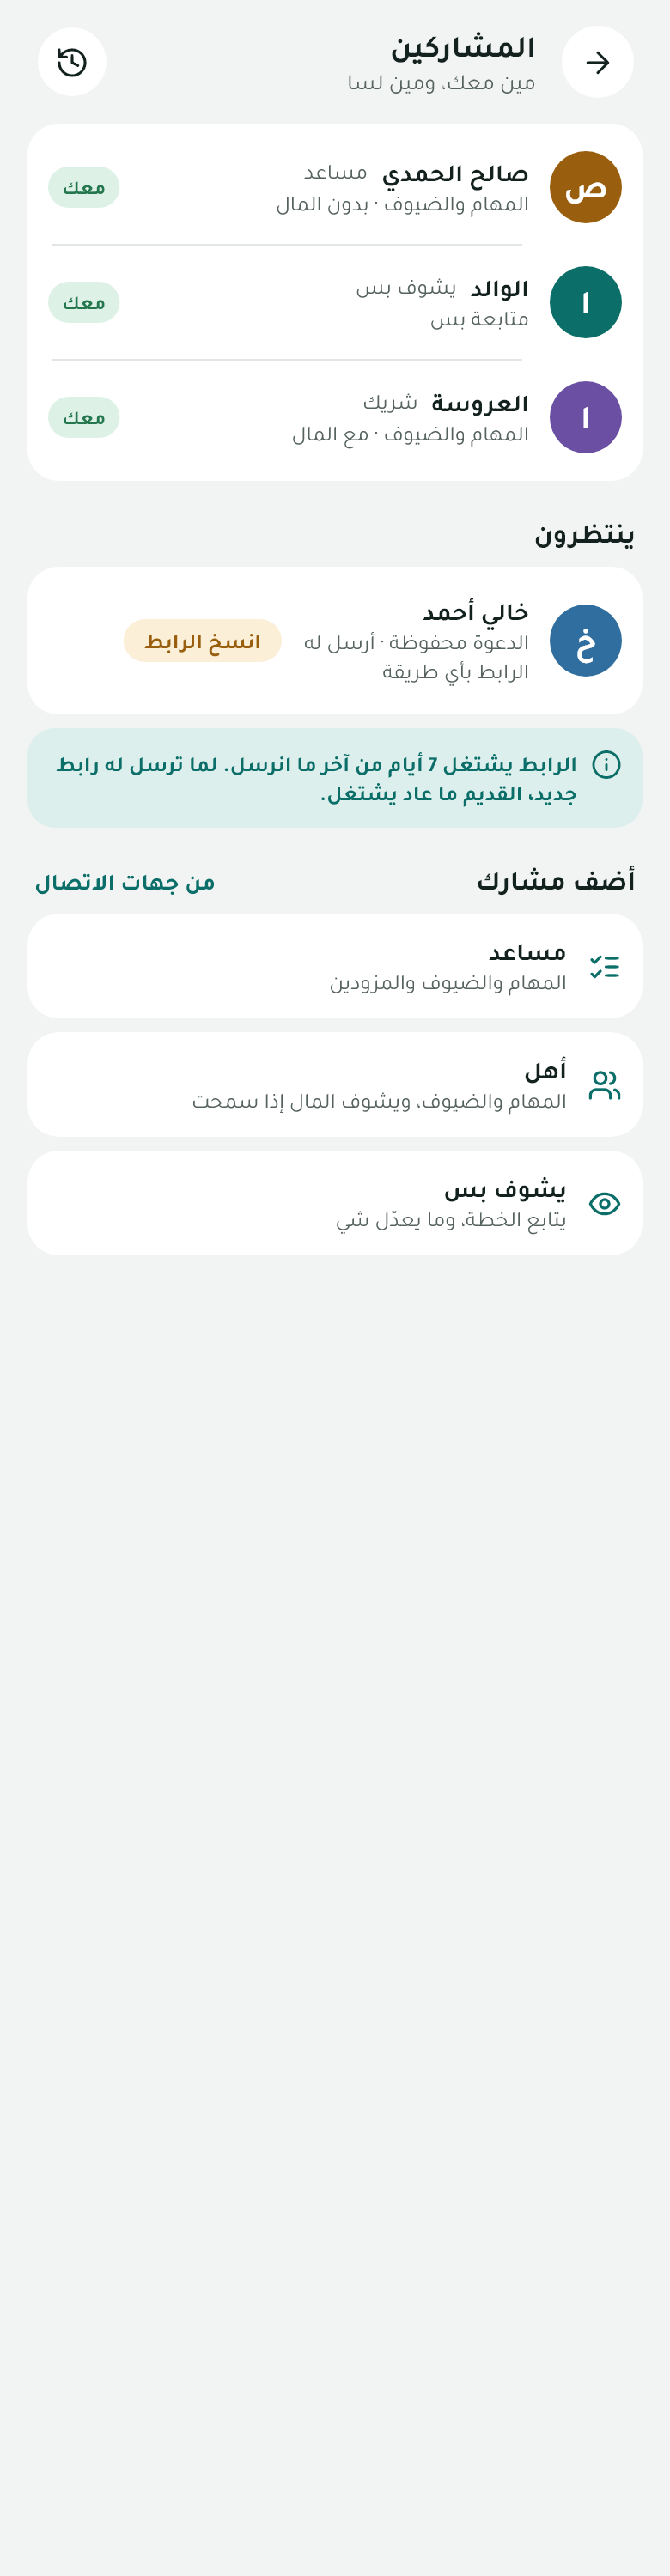 المشاركين
مين معك، ومين لسا
ص
صالح الحمدي مساعد
المهام والضيوف · بدون المال
معك
ا
الوالد يشوف بس
متابعة بس
معك
ا
العروسة شريك
المهام والضيوف · مع المال
معك
ينتظرون
خ
خالي أحمد
الدعوة محفوظة · أرسل له
الرابط بأي طريقة
انسخ الرابط
الرابط يشتغل 7 أيام من آخر ما انرسل. لما ترسل له رابط
جديد، القديم ما عاد يشتغل.
أضف مشارك
من جهات الاتصال
مساعد
المهام والضيوف والمزودين
أهل
المهام والضيوف، ويشوف المال إذا سمحت
يشوف بس
يتابع الخطة، وما يعدّل شي